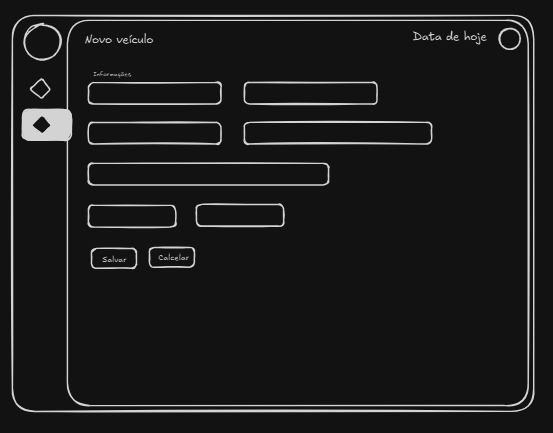 Novo veículo
Data de hoje
Informações
Salvar
Calcelar